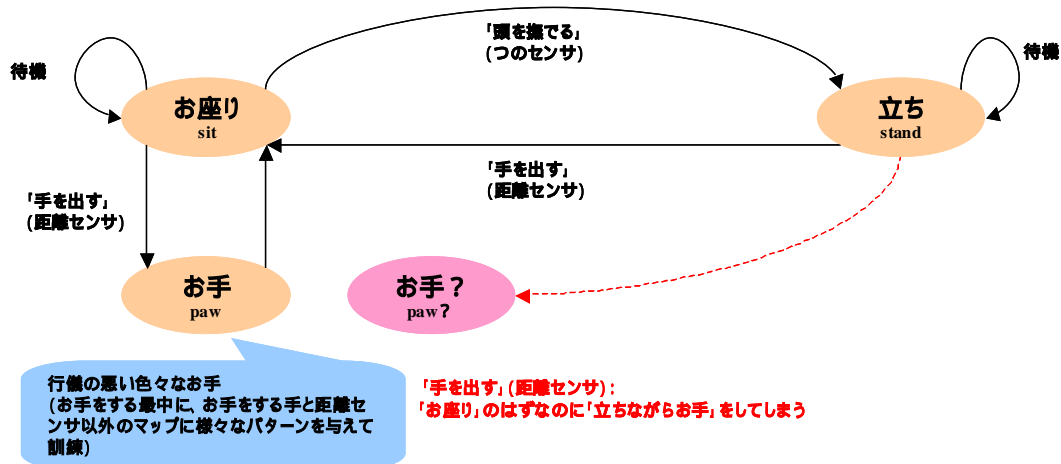 「頭を撫でる」
(つのセンサ)
待機
待機
お座り
sit
立ち
stand
「手を出す」
(距離センサ)
「手を出す」
(距離センサ)
お手
paw
お手？
paw？
行儀の悪い色々なお手
(お手をする最中に、お手をする手と距離セ
ンサ以外のマップに様々なパターンを与えて
訓練)
「手を出す」(距離センサ)：
「お座り」のはずなのに「立ちながらお手」をしてしまう